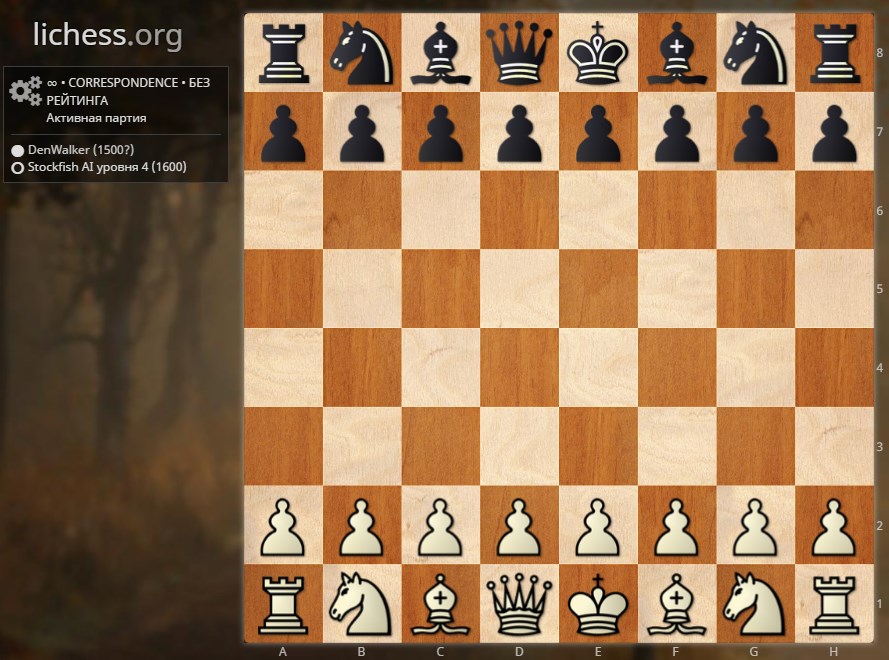 lichess.org
∞ • CORRESPONDENCE • БЕЗ
РЕЙТИНГА
Активная партия
DenWalker (1500?)
Stockfish AI уровня 4 (1600)
8
7
6
5
4
3
2
1
A B C D E F G H